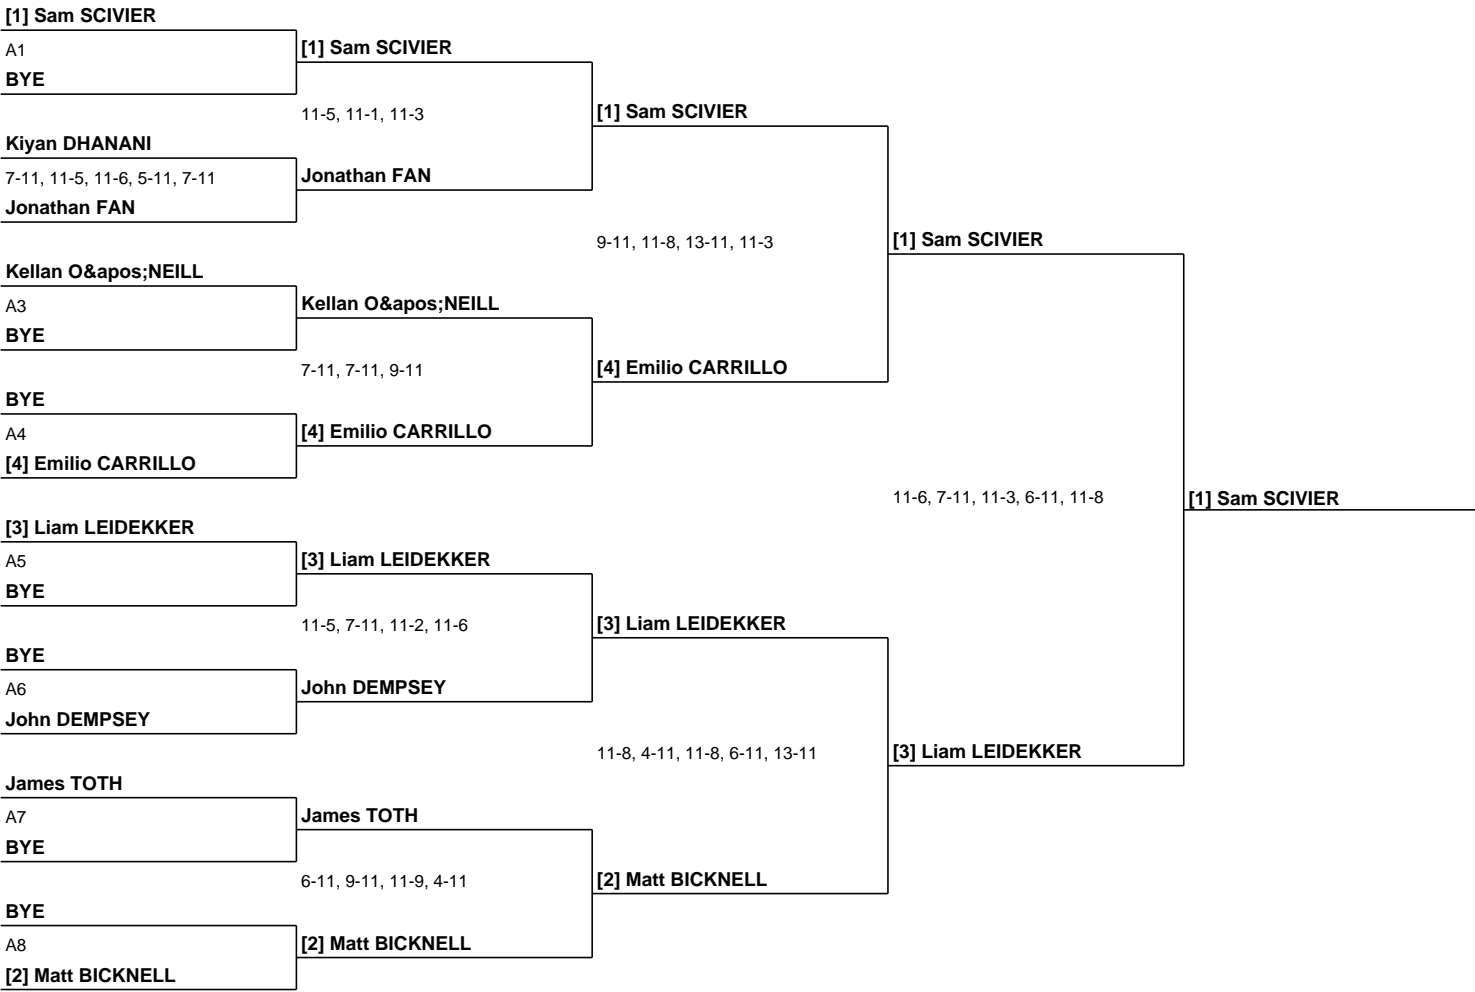 [1] Sam SCIVIER
A1
BYE
Kiyan DHANANI
7-11, 11-5, 11-6, 5-11, 7-11
Jonathan FAN
Kellan O&apos;NEILL
A3
BYE
BYE
A4
[4] Emilio CARRILLO
[3] Liam LEIDEKKER
A5
BYE
BYE
A6
John DEMPSEY
James TOTH
A7
BYE
BYE
A8
[2] Matt BICKNELL
[1] Sam SCIVIER
11-5, 11-1, 11-3
Jonathan FAN
Kellan O&apos;NEILL
7-11, 7-11, 9-11
[4] Emilio CARRILLO
[3] Liam LEIDEKKER
11-5, 7-11, 11-2, 11-6
John DEMPSEY
James TOTH
6-11, 9-11, 11-9, 4-11
[2] Matt BICKNELL
[1] Sam SCIVIER
9-11, 11-8, 13-11, 11-3
[4] Emilio CARRILLO
[3] Liam LEIDEKKER
11-8, 4-11, 11-8, 6-11, 13-11
[2] Matt BICKNELL
[1] Sam SCIVIER
11-6, 7-11, 11-3, 6-11, 11-8
[3] Liam LEIDEKKER
[1] Sam SCIVIER